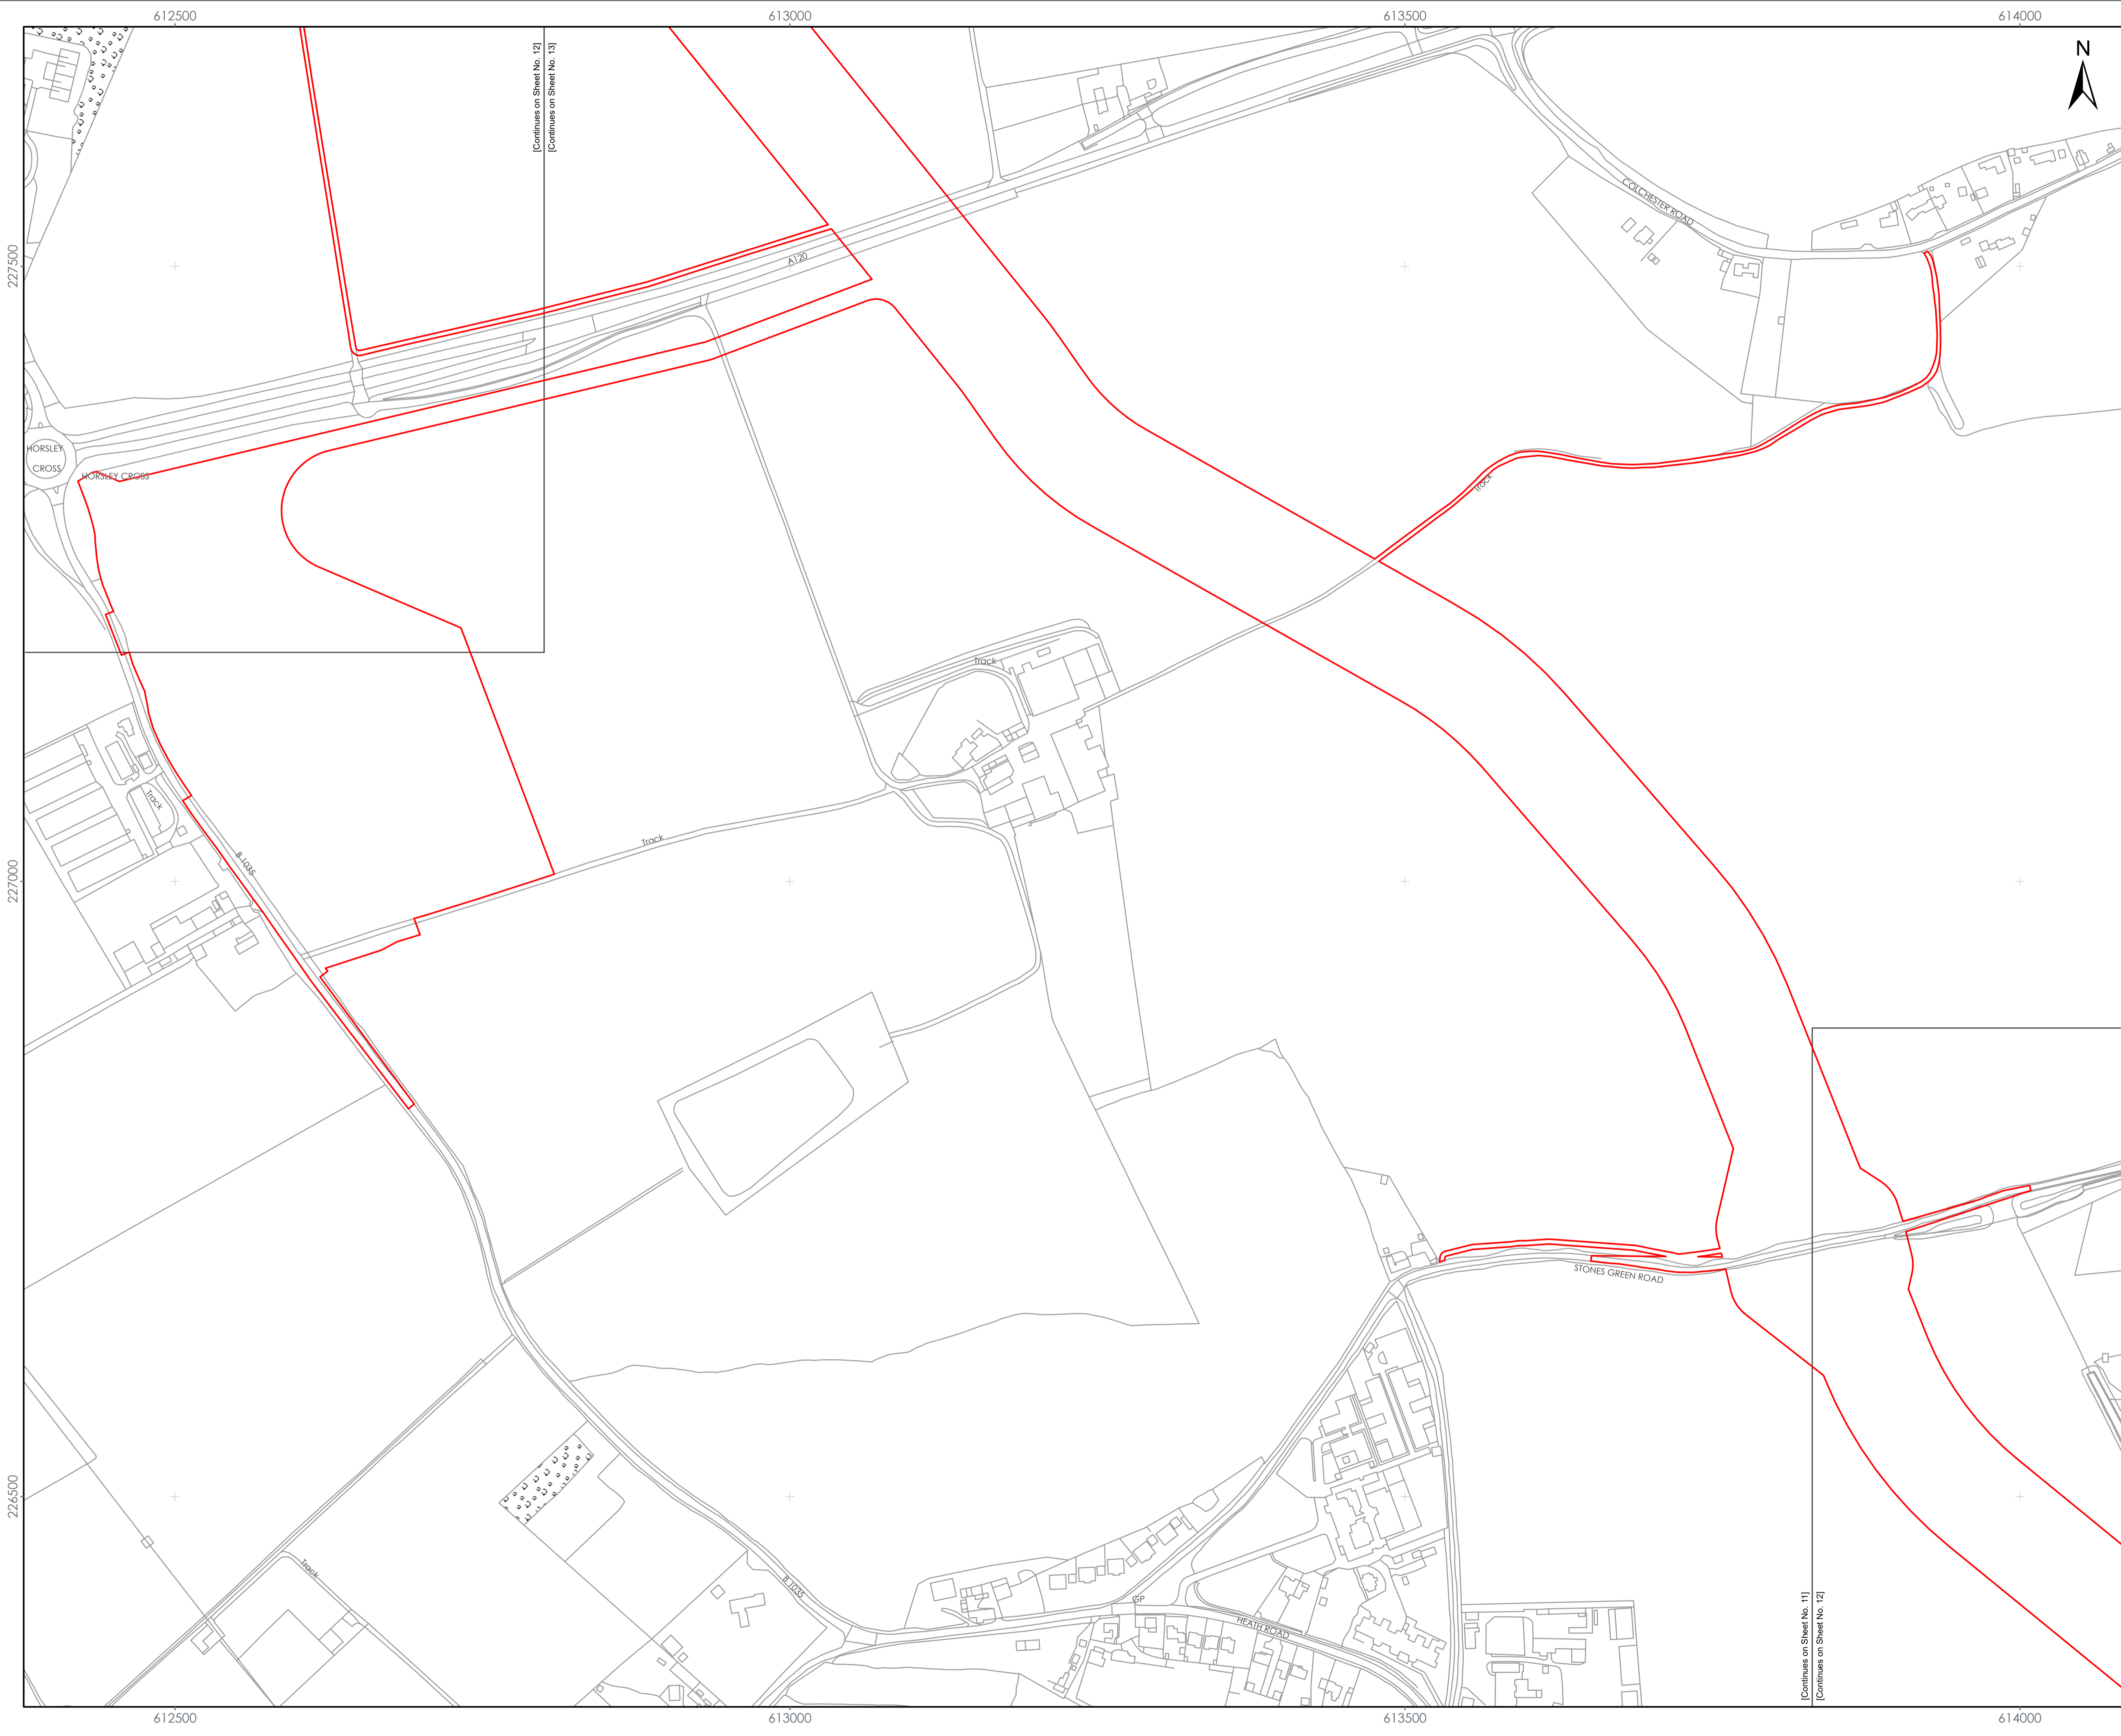 612500
613000
613500
614000
N
[Continues on Sheet No. 12]
[Continues on Sheet No. 13]
COLCHESTER ROAD
227500
A120
HORSLEY
CROSS
HORSLEY CROSS
Track
Track
Track
Track
B 1035
227000
STONES GREEN ROAD
226500
Track
B 1035
GP
HEATH ROAD
[Continues on Sheet No. 11]
[Continues on Sheet No. 12]
612500
613000
613500
614000